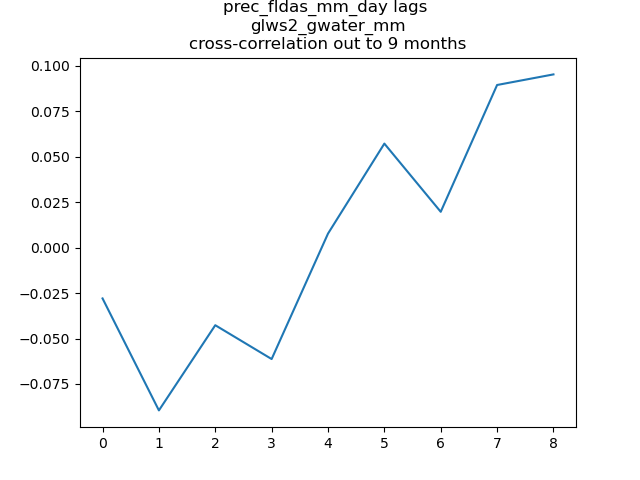 prec_fldas_mm_day lags
glws2_gwater_mm
cross-correlation out to 9 months
0.100
0.075
0.050
0.025
0.000
−0.025
−0.050
−0.075
0 1 2 3 4 5 6 7 8